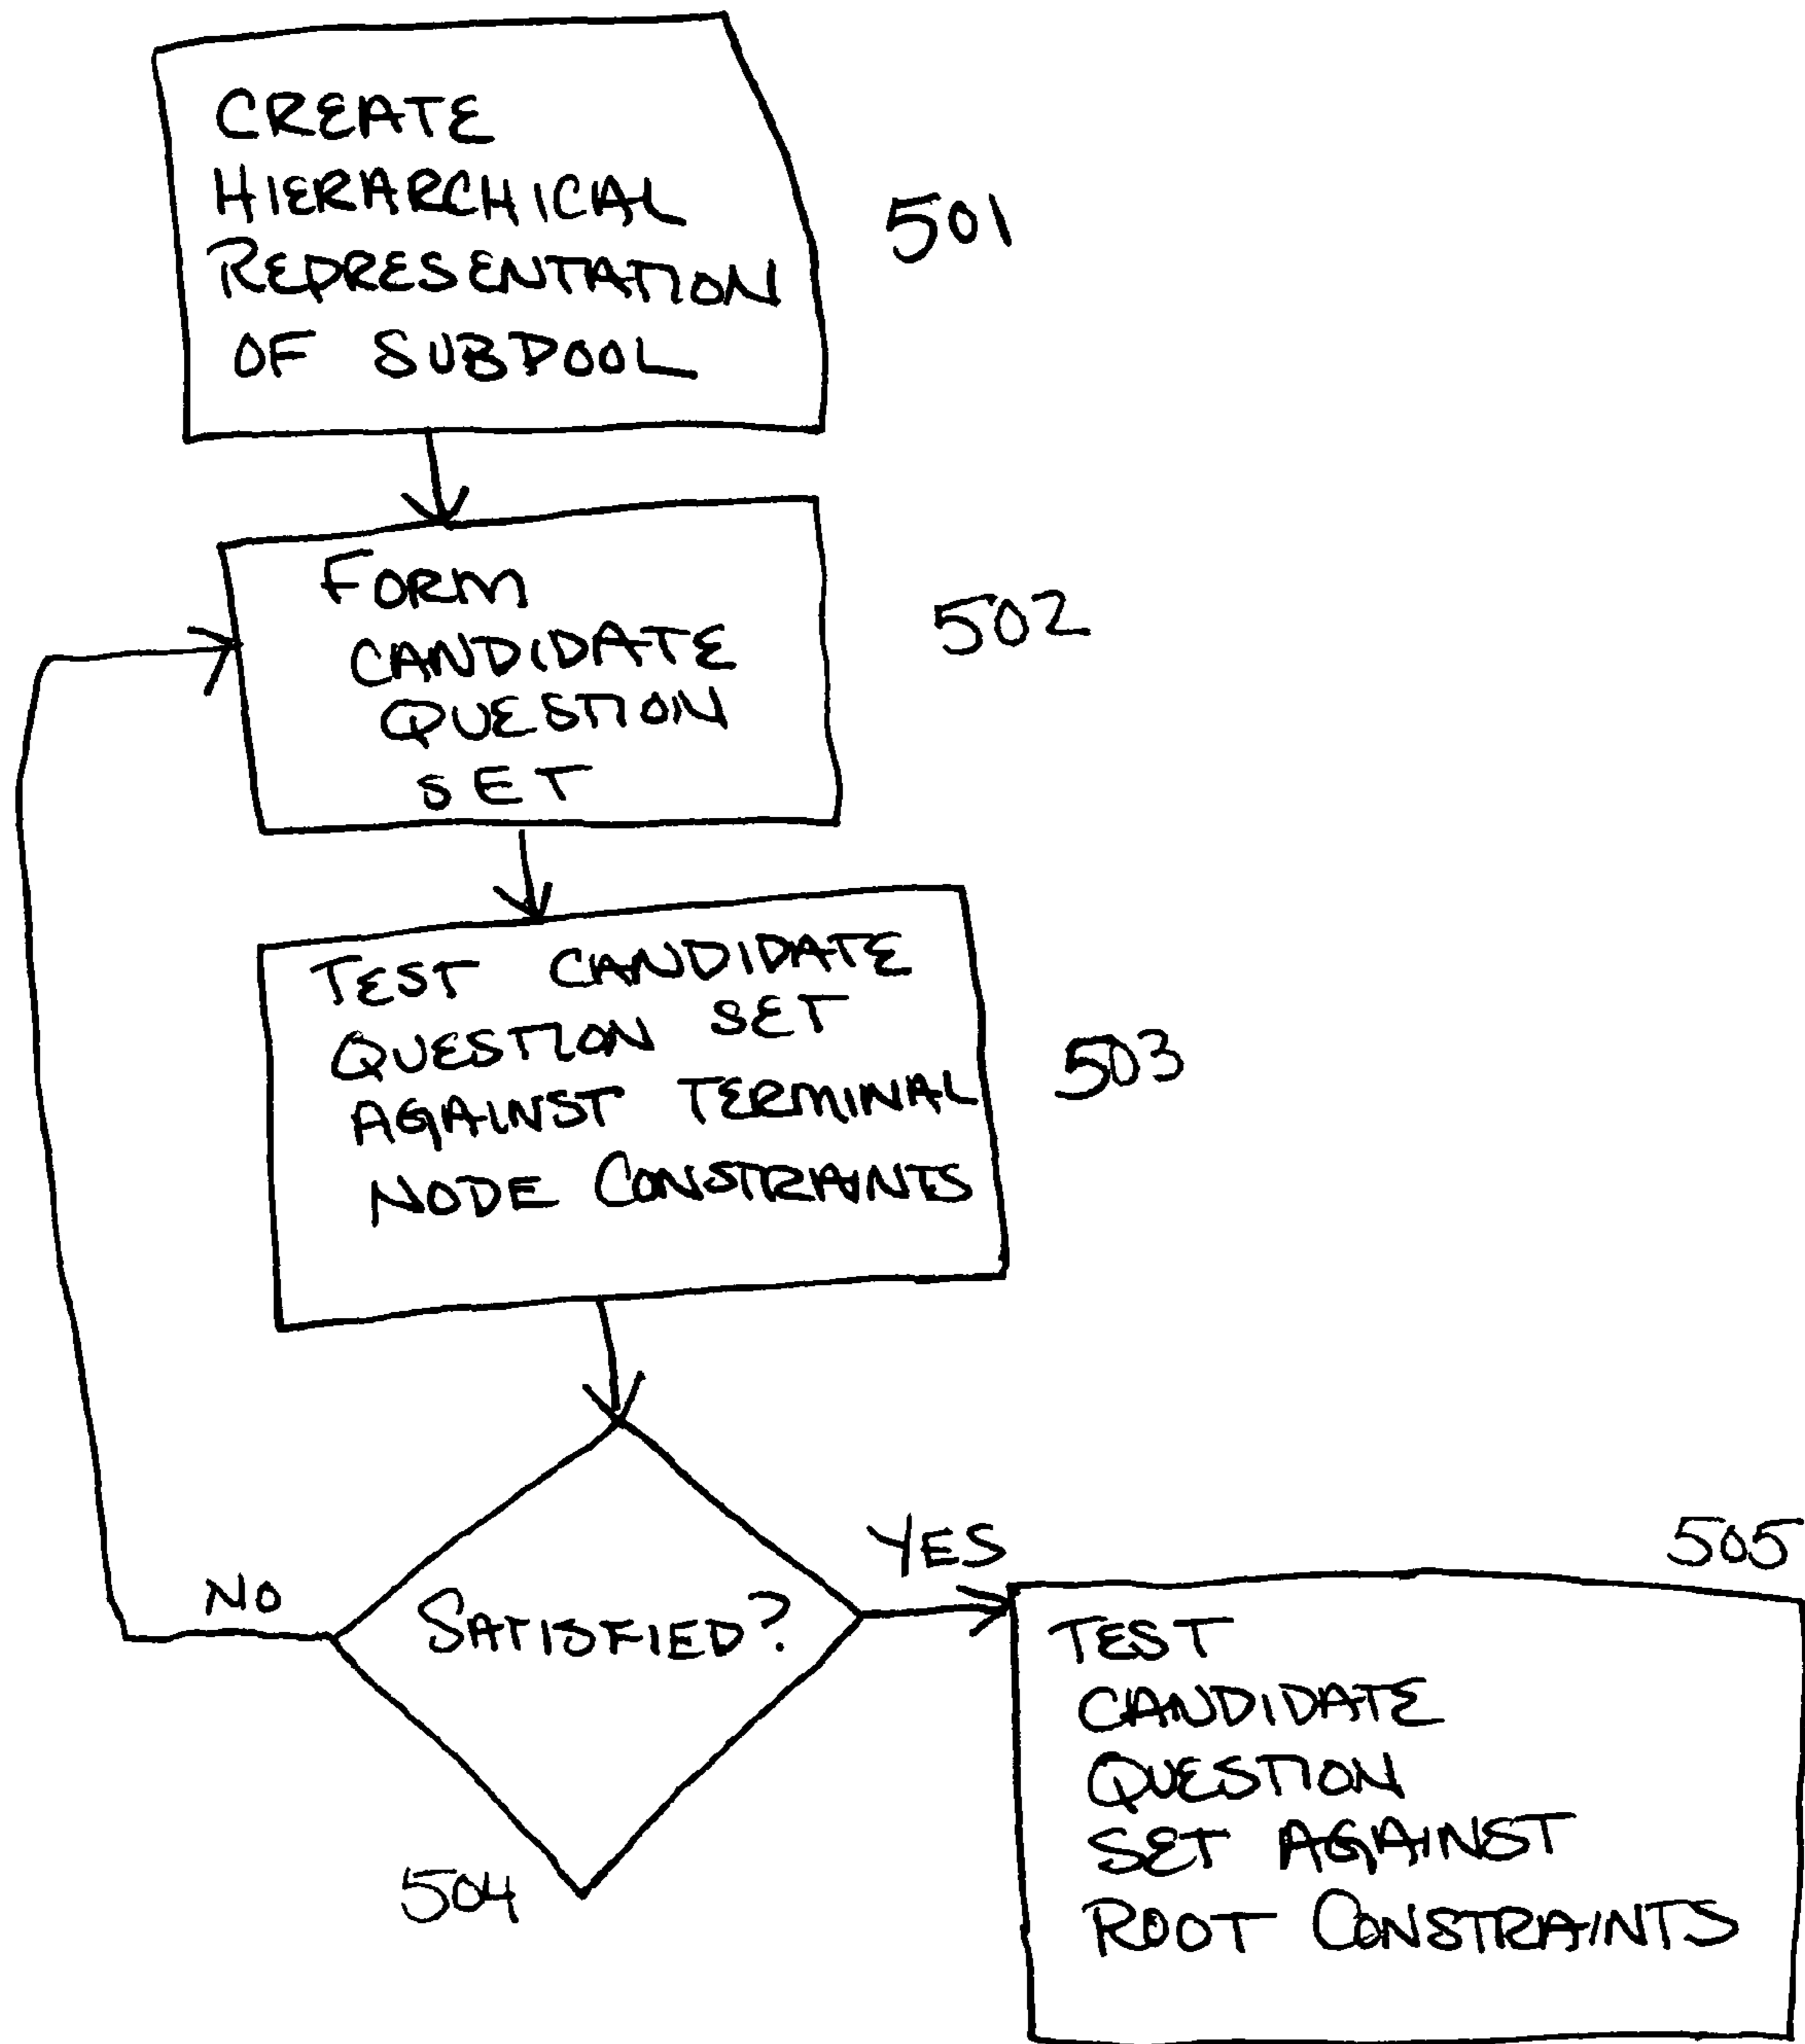 CREATE
HIERARCHICAL
REPRESENTATION
OF SUBPOOL
501
FORM
CANDIDATE
QUESTION
SET
502
TEST CANDIDATE
QUESTION SET
AGAINST TERMINAL
NODE CONSTRAINTS
503
SATISFIED?
504
NO
YES
505
TEST
CANDIDATE
QUESTION
SET AGAINST
ROOT CONSTRAINTS